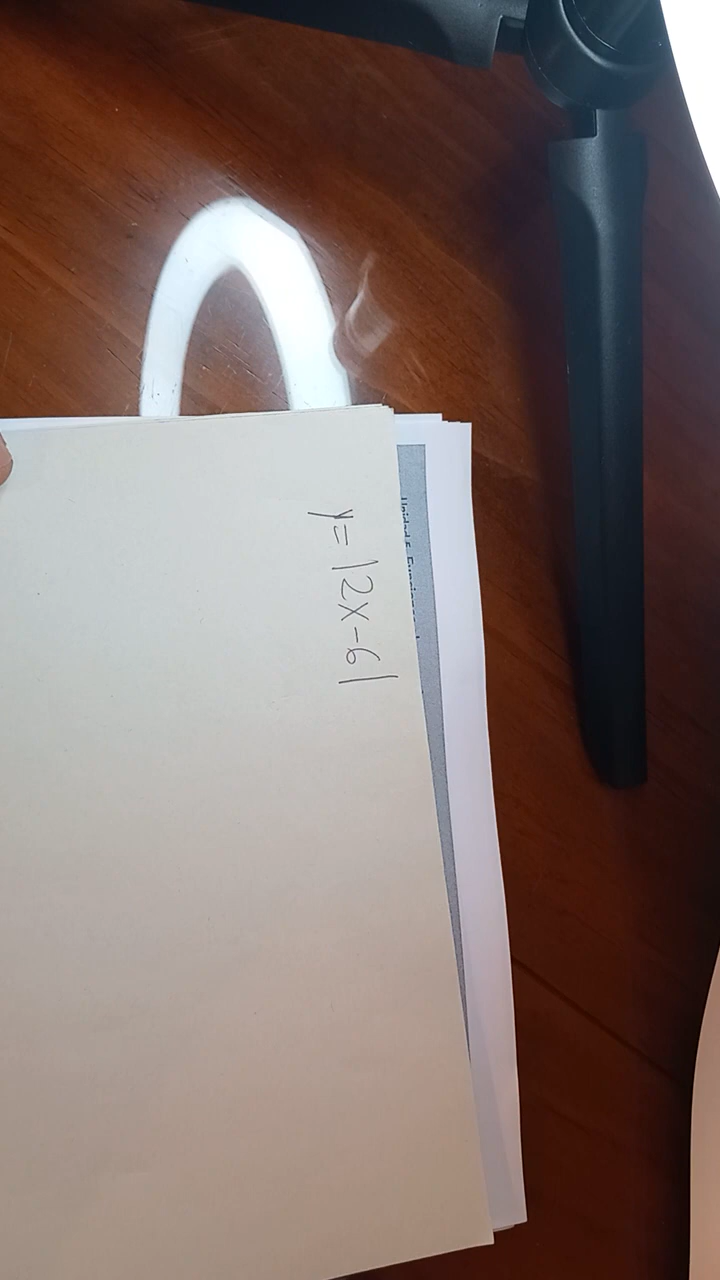 y = |2x-6|